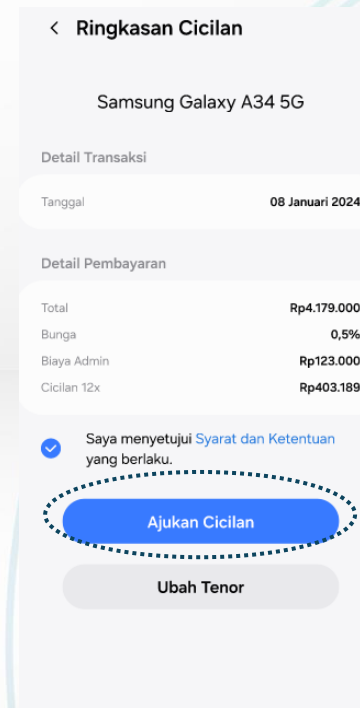 Ringkasan Cicilan
Samsung Galaxy A34 5G
Detail Transaksi
Tanggal 08 Januari 2024
Detail Pembayaran
Total Rp4.179.000
Bunga 0,5%
Biaya Admin Rp123.000
Cicilan 12x Rp403.189
Saya menyetujui Syarat dan Ketentuan
yang berlaku.
Ajukan Cicilan
Ubah Tenor